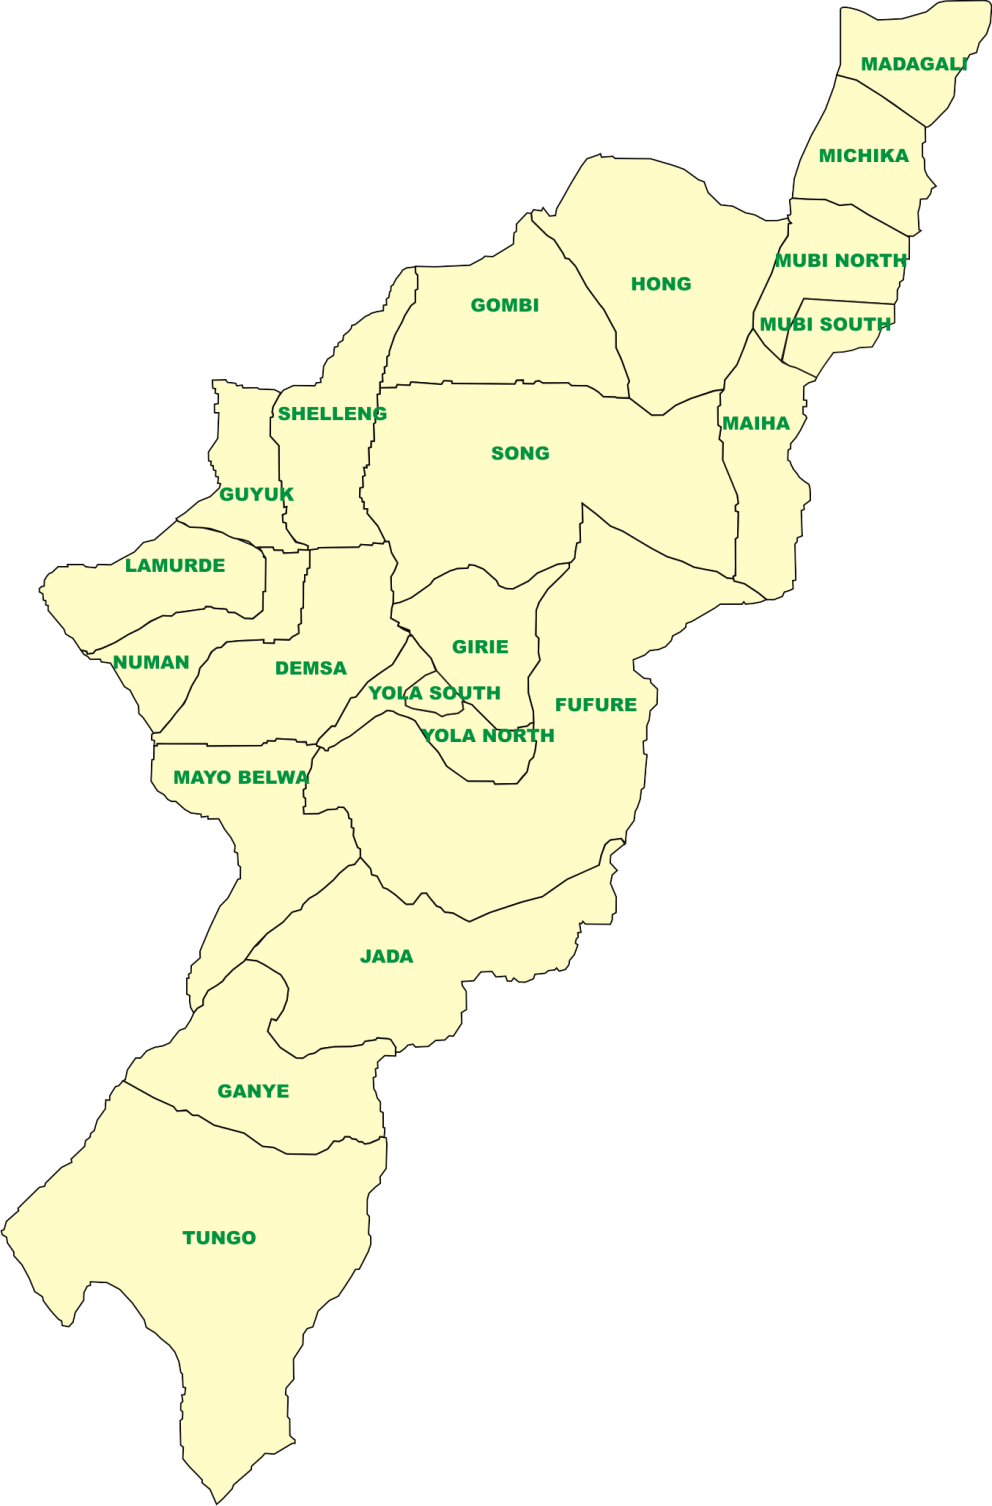 MADAGALI
MICHIKA
MUBI NORTH
HONG
GOMBI
MUBI SOUTH
SHELLENG
MAIHA
SONG
GUYUK
LAMURDE
GIRIE
NUMAN
DEMSA
YOLA SOUTH
FUFURE
YOLA NORTH
MAYO BELWA
JADA
GANYE
TUNGO